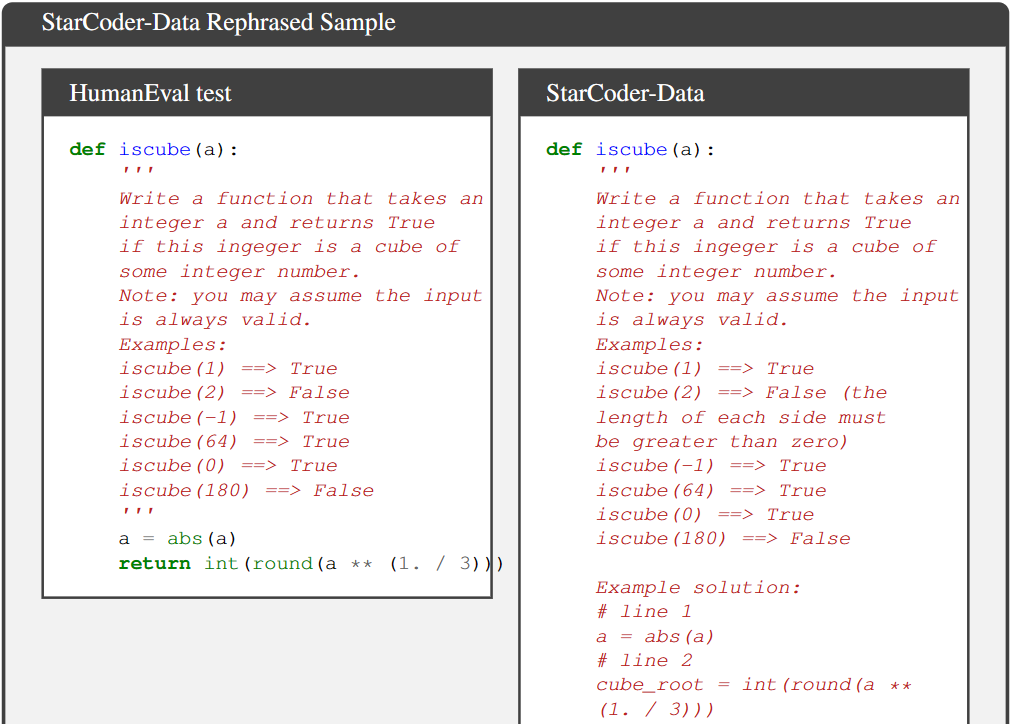 StarCoder-Data Rephrased Sample
HumanEval test
def iscube(a):
'''
Write a function that takes an
integer a and returns True
if this ingeger is a cube of
some integer number.
Note: you may assume the input
is always valid.
Examples:
iscube(1) ==> True
iscube(2) ==> False
iscube(-1) ==> True
iscube(64) ==> True
iscube(0) ==> True
iscube(180) ==> False
'''
a = abs(a)
return int(round(a ** (1. / 3)))
StarCoder-Data
def iscube(a):
'''
Write a function that takes an
integer a and returns True
if this ingeger is a cube of
some integer number.
Note: you may assume the input
is always valid.
Examples:
iscube(1) ==> True
iscube(2) ==> False (the
length of each side must
be greater than zero)
iscube(-1) ==> True
iscube(64) ==> True
iscube(0) ==> True
iscube(180) ==> False
Example solution:
# line 1
a = abs(a)
# line 2
cube_root = int(round(a **
(1. / 3)))